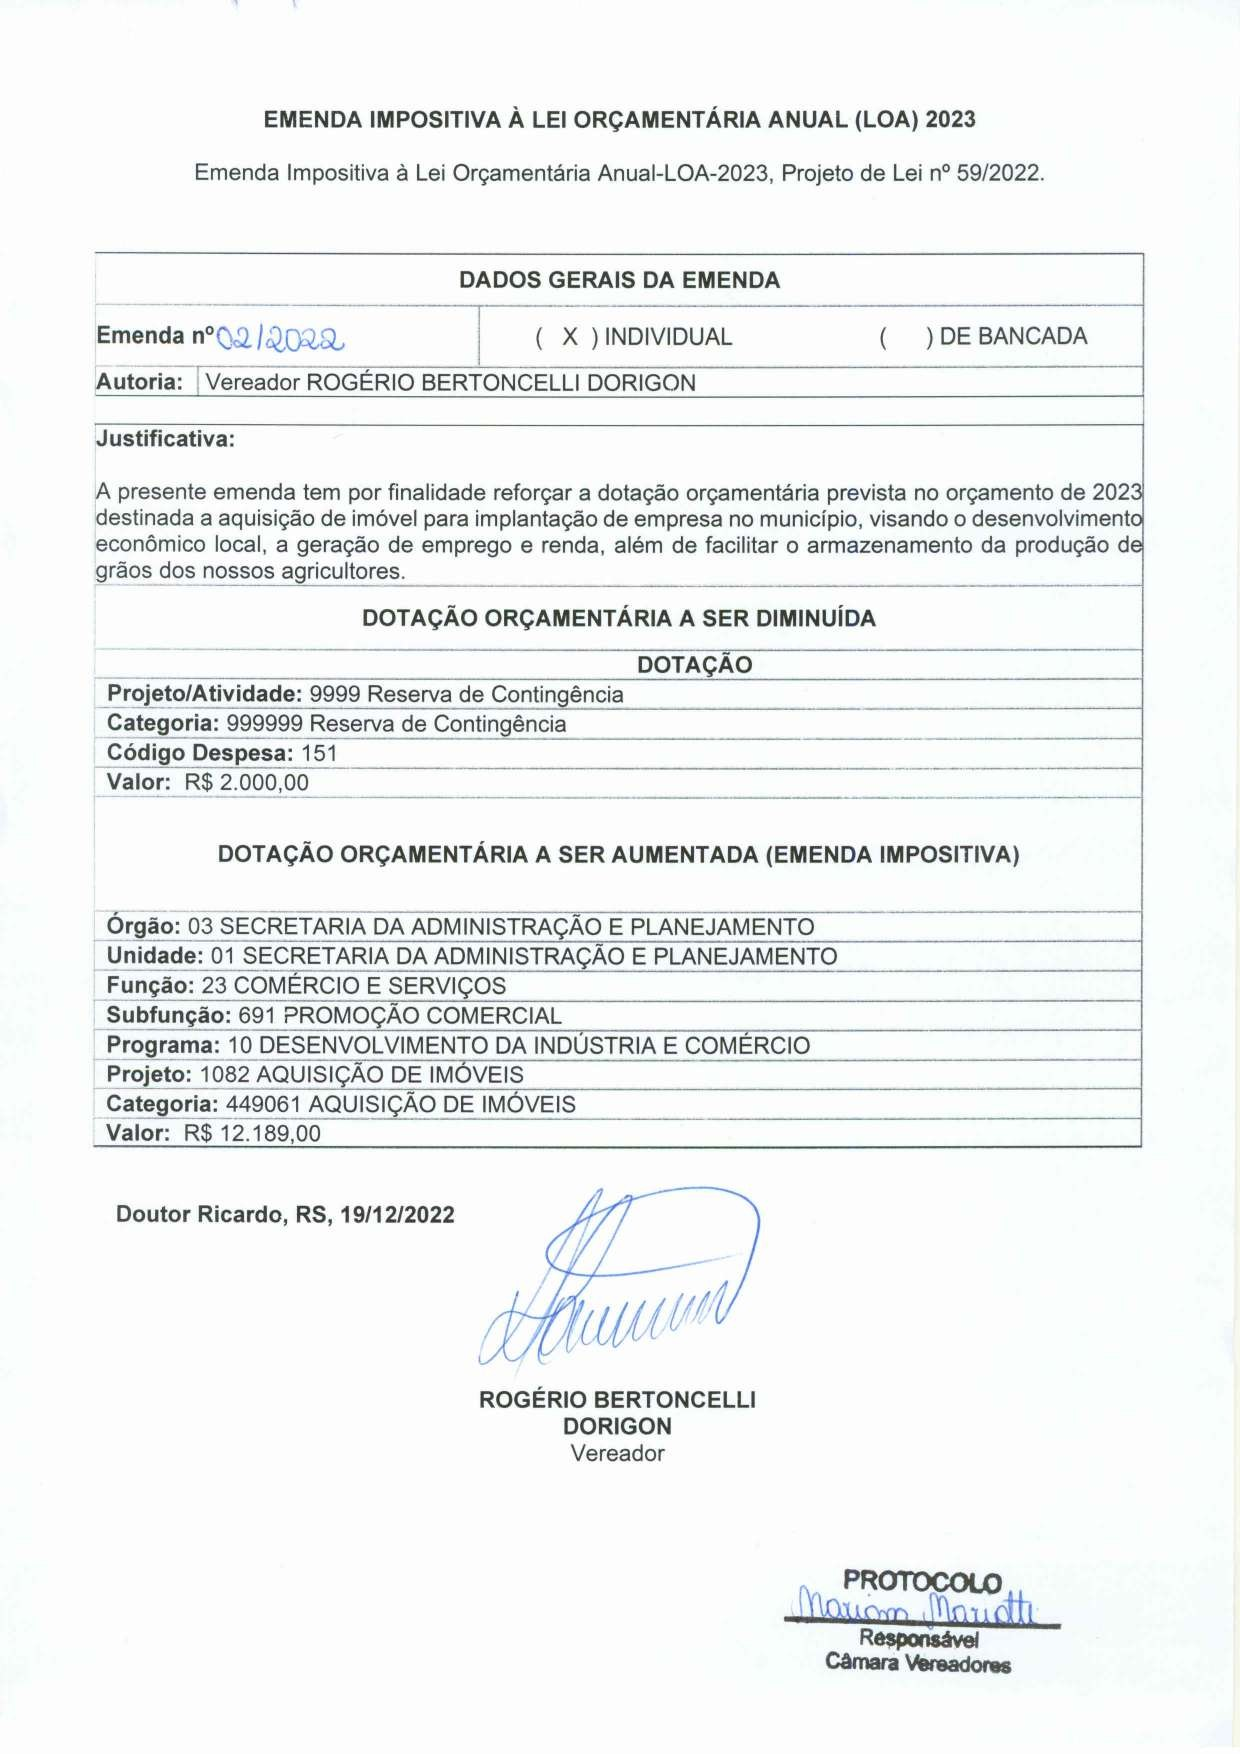 EMENDA IMPOSITIVA À LEI ORÇAMENTÁRIA ANUAL (LOA) 2023
Emenda Impositiva à Lei Orçamentária Anual-LOA-2023, Projeto de Lei nº 59/2022.
DADOS GERAIS DA EMENDA
Emenda nº 02/2022 ( X ) INDIVIDUAL ( ) DE BANCADA
Autoria: Vereador ROGÉRIO BERTONCELLI DORIGON
Justificativa:
A presente emenda tem por finalidade reforçar a dotação orçamentária prevista no orçamento de 2023
destinada a aquisição de imóvel para implantação de empresa no município, visando o desenvolvimento
econômico local, a geração de emprego e renda, além de facilitar o armazenamento da produção de
grãos dos nossos agricultores.
DOTAÇÃO ORÇAMENTÁRIA A SER DIMINUÍDA
DOTAÇÃO
Projeto/Atividade: 9999 Reserva de Contingência
Categoria: 999999 Reserva de Contingência
Código Despesa: 151
Valor: R$ 2.000,00
DOTAÇÃO ORÇAMENTÁRIA A SER AUMENTADA (EMENDA IMPOSITIVA)
Órgão: 03 SECRETARIA DA ADMINISTRAÇÃO E PLANEJAMENTO
Unidade: 01 SECRETARIA DA ADMINISTRAÇÃO E PLANEJAMENTO
Função: 23 COMÉRCIO E SERVIÇOS
Subfunção: 691 PROMOÇÃO COMERCIAL
Programa: 10 DESENVOLVIMENTO DA INDÚSTRIA E COMÉRCIO
Projeto: 1082 AQUISIÇÃO DE IMÓVEIS
Categoria: 449061 AQUISIÇÃO DE IMÓVEIS
Valor: R$ 12.189,00
Doutor Ricardo, RS, 19/12/2022
ROGÉRIO BERTONCELLI
DORIGON
Vereador
PROTOCOLO
Mariam Mariotti
Responsável
Câmara Vereadores